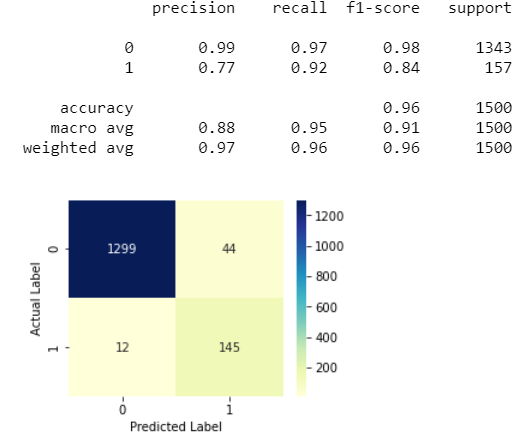 precision recall f1-score support
0 0.99 0.97 0.98 1343
1 0.77 0.92 0.84 157
accuracy 0.96 1500
macro avg 0.88 0.95 0.91 1500
weighted avg 0.97 0.96 0.96 1500
1200
1000
800
600
400
200
0 1299 44
1 12 145
Actual Label
0 1
Predicted Label